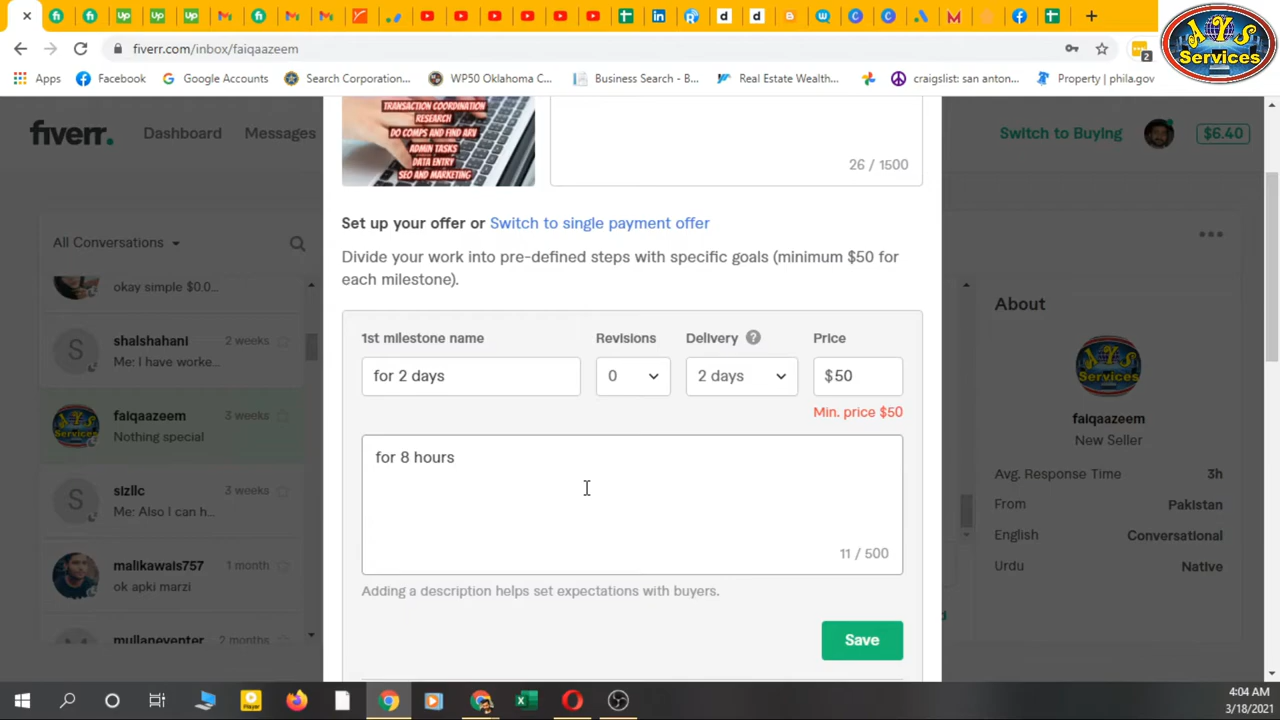 AYS
Services
fiverr.com/inbox/faiqaazeem
2
Apps
Facebook
Google Accounts
Search Corporation...
WP50 Oklahoma C...
Business Search - B...
Real Estate Wealth...
craigslist: san anton...
Property | phila.gov
fiverr.
Dashboard
Messages
Switch to Buying
$6.40
TRANSACTION COORDINATION
RESEARCH
DO COMPS AND FIND ARV
ADMIN TASKS
DATA ENTRY
SEO AND MARKETING
26 / 1500
Set up your offer or Switch to single payment offer
Divide your work into pre-defined steps with specific goals (minimum $50 for
each milestone).
1st milestone name
Revisions
Delivery
?
Price
for 2 days
0
2 days
$50
Min. price $50
for 8 hours
11 / 500
Adding a description helps set expectations with buyers.
Save
All Conversations
okay simple $0.0...
S
shalshahani
2 weeks
Me: I have worke...
AYS
Services
faiqaazeem
3 weeks
Nothing special
S
sizllc
3 weeks
Me: Also I can h...
malikawais757
1 month
ok apki marzi
mullaneventer
2 months
About
AYS
Services
faiqaazeem
New Seller
Avg. Response Time
3h
From
Pakistan
English
Conversational
Urdu
Native
4:04 AM
3/18/2021